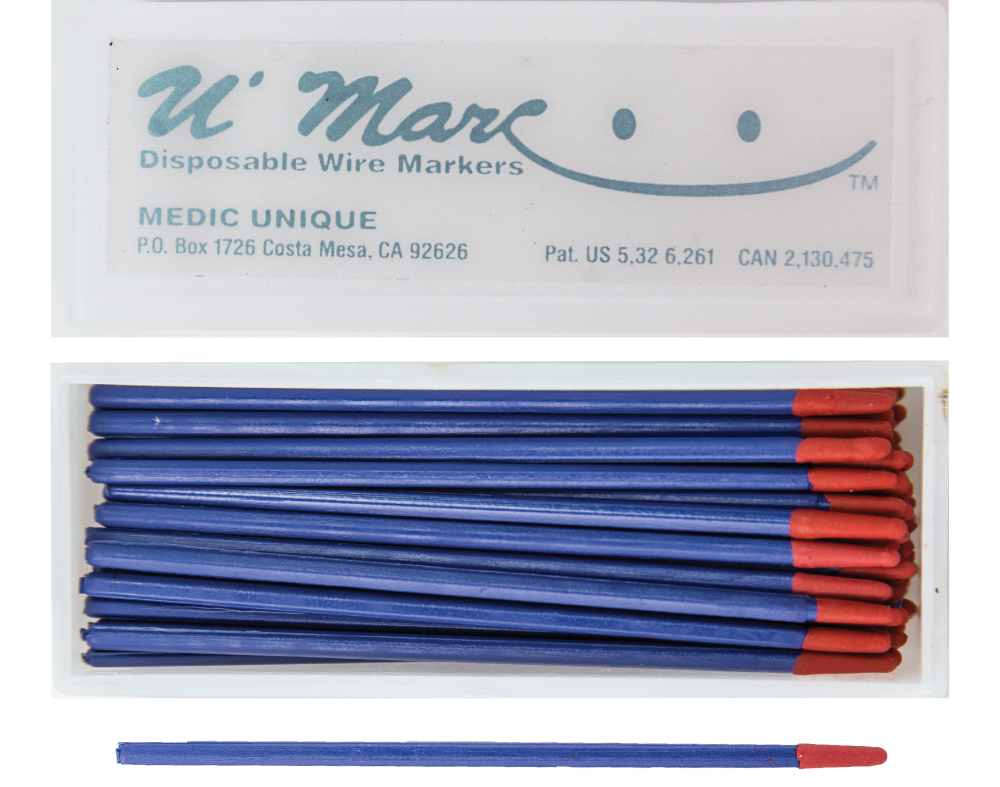 U' Mark
Disposable Wire Markers
TM
MEDIC UNIQUE
P.O. Box 1726 Costa Mesa, CA 92626
Pat. US 5,32 6,261 CAN 2,130.475